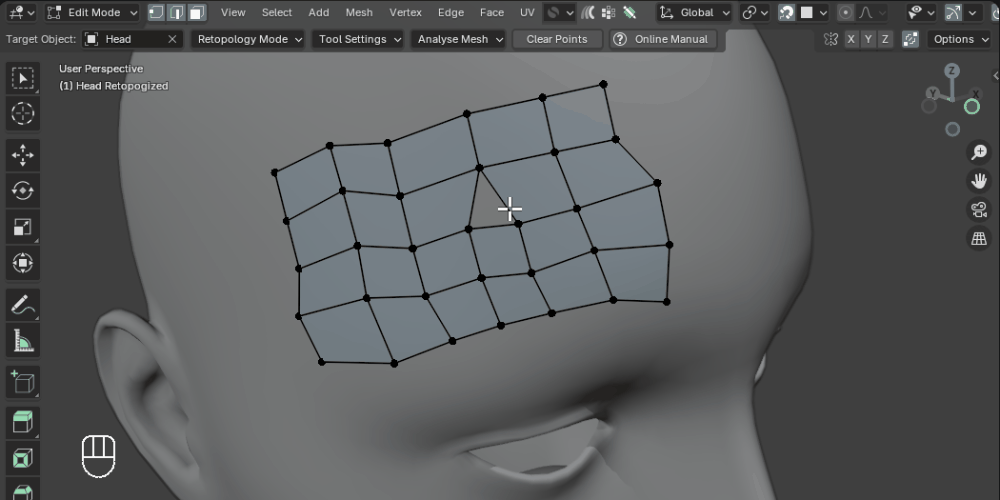 Edit Mode View Select Add Mesh Vertex Edge Face UV Global
Target Object: Head Retopology Mode Tool Settings Analyse Mesh Clear Points Online Manual X Y Z Options
User Perspective
(1) Head Retopogized
Z
Y X